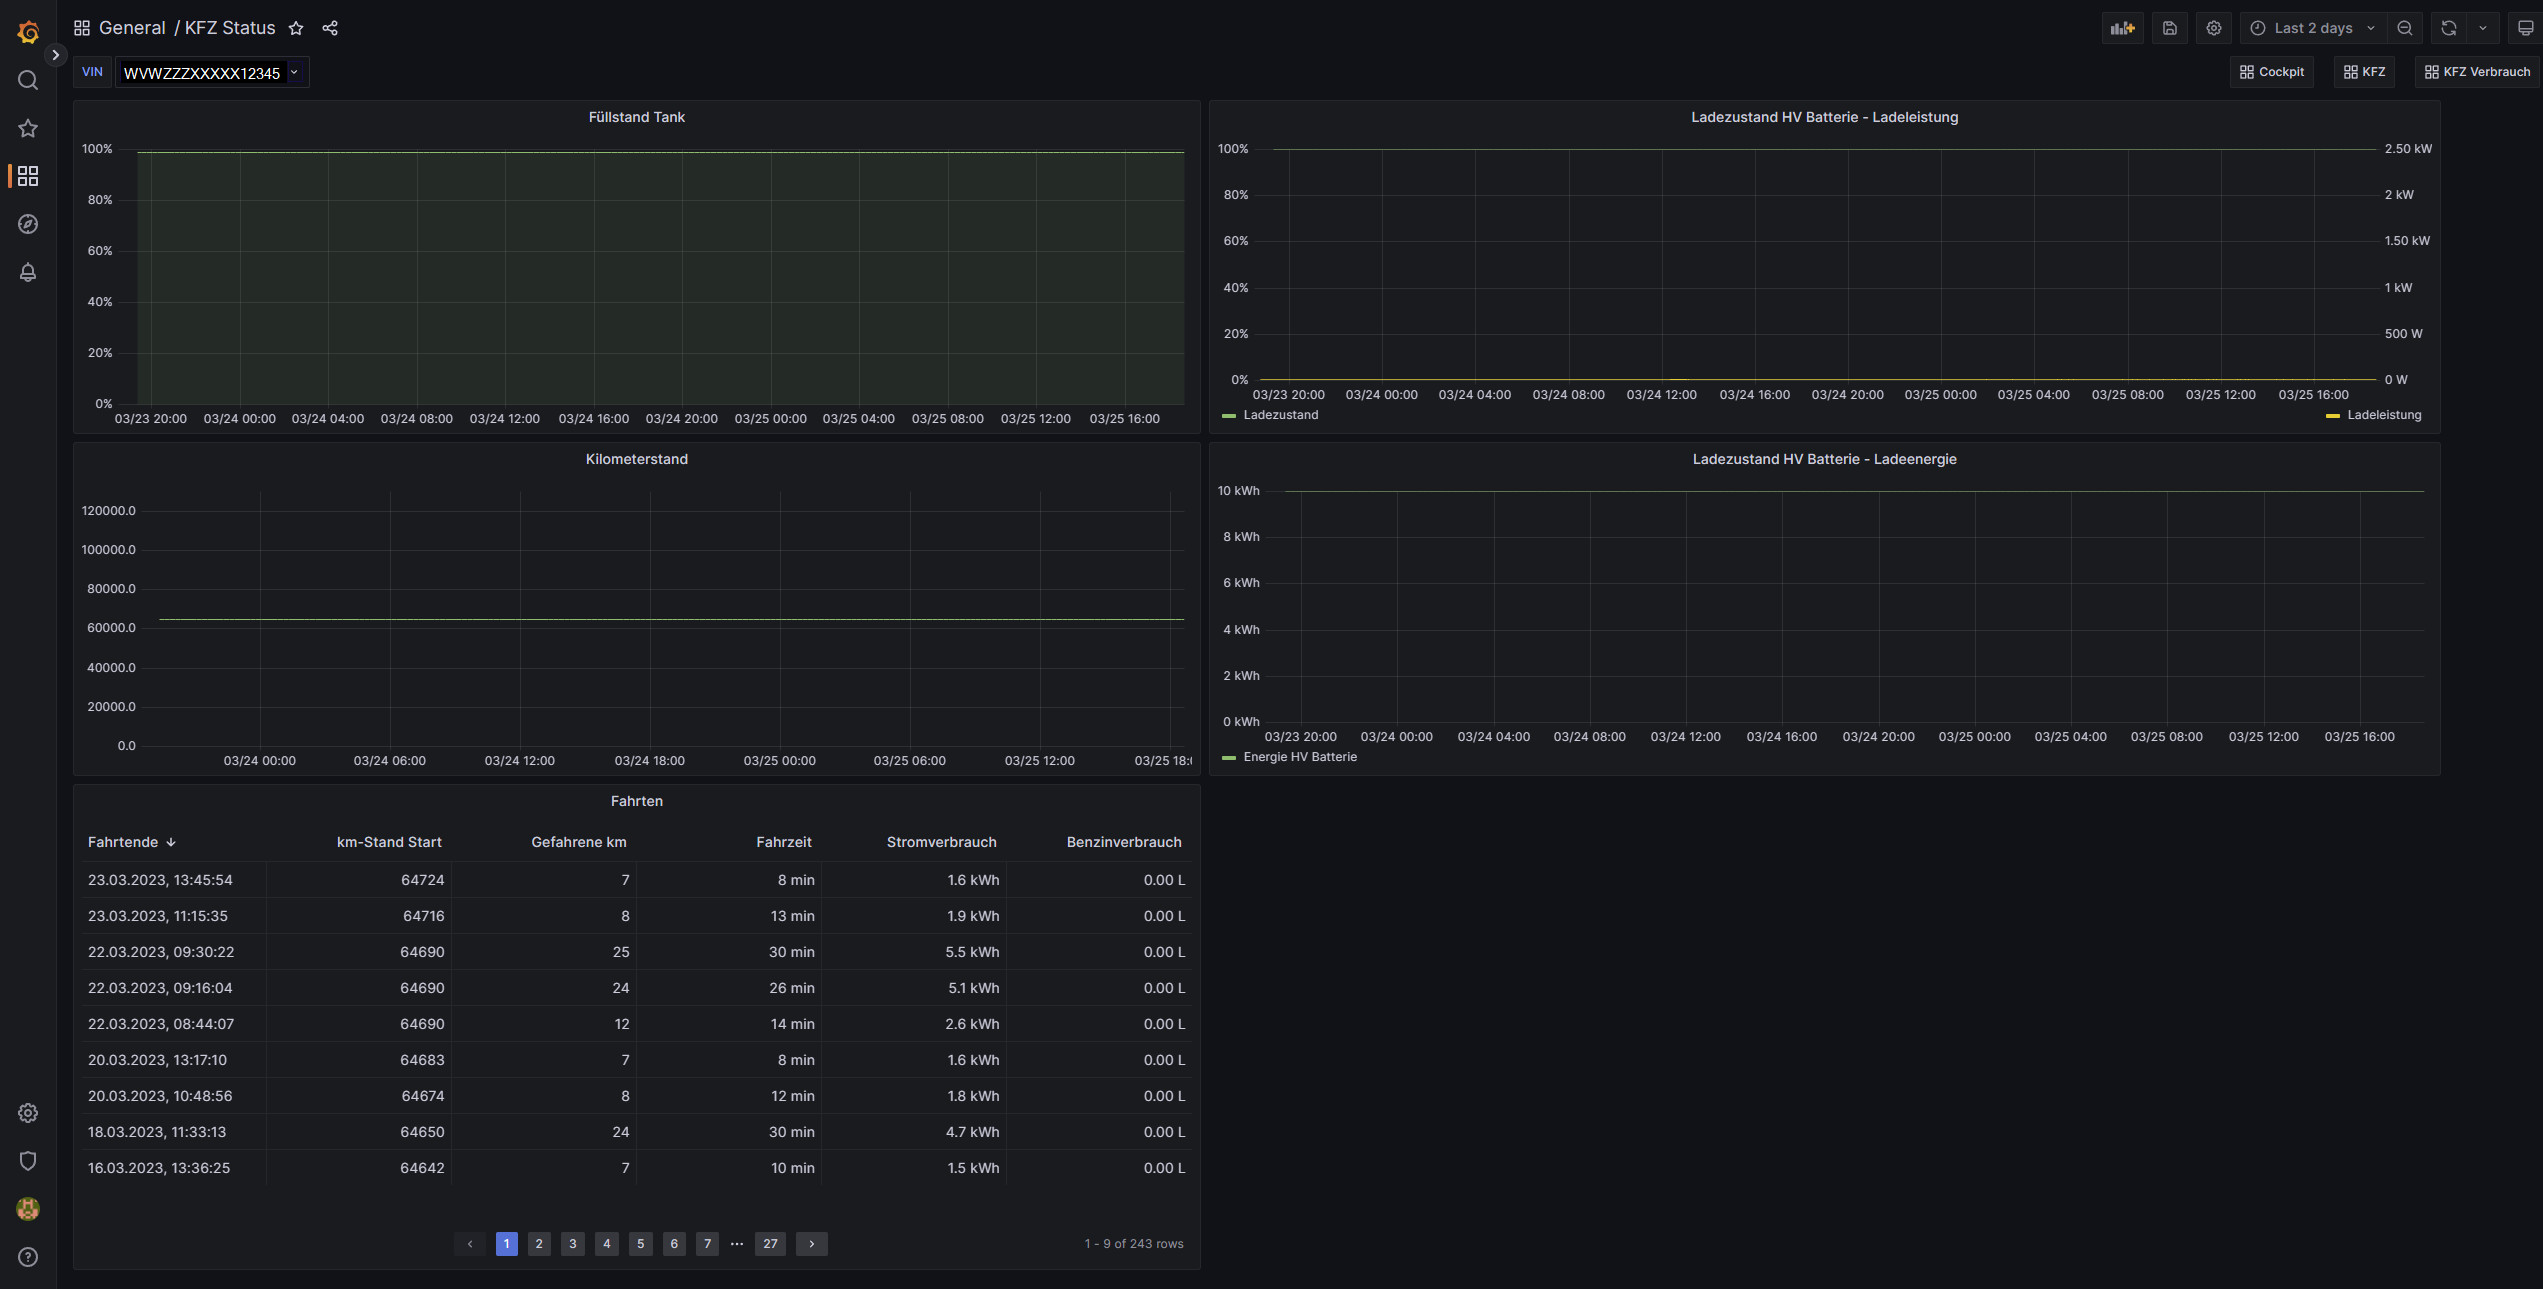 General / KFZ Status
Last 2 days
VIN WVWZZZXXXXX12345
Cockpit KFZ KFZ Verbrauch
Füllstand Tank
100%
80%
60%
40%
20%
0%
03/23 20:00 03/24 00:00 03/24 04:00 03/24 08:00 03/24 12:00 03/24 16:00 03/24 20:00 03/25 00:00 03/25 04:00 03/25 08:00 03/25 12:00 03/25 16:00
Ladezustand HV Batterie - Ladeleistung
100% 2.50 kW
80% 2 kW
60% 1.50 kW
40% 1 kW
20% 500 W
0% 0 W
03/23 20:00 03/24 00:00 03/24 04:00 03/24 08:00 03/24 12:00 03/24 16:00 03/24 20:00 03/25 00:00 03/25 04:00 03/25 08:00 03/25 12:00 03/25 16:00
Ladezustand Ladeleistung
Kilometerstand
120000.0
100000.0
80000.0
60000.0
40000.0
20000.0
0.0
03/24 00:00 03/24 06:00 03/24 12:00 03/24 18:00 03/25 00:00 03/25 06:00 03/25 12:00 03/25 18:
Ladezustand HV Batterie - Ladeenergie
10 kWh
8 kWh
6 kWh
4 kWh
2 kWh
0 kWh
03/23 20:00 03/24 00:00 03/24 04:00 03/24 08:00 03/24 12:00 03/24 16:00 03/24 20:00 03/25 00:00 03/25 04:00 03/25 08:00 03/25 12:00 03/25 16:00
Energie HV Batterie
Fahrten
Fahrtende km-Stand Start Gefahrene km Fahrzeit Stromverbrauch Benzinverbrauch
23.03.2023, 13:45:54 64724 7 8 min 1.6 kWh 0.00 L
23.03.2023, 11:15:35 64716 8 13 min 1.9 kWh 0.00 L
22.03.2023, 09:30:22 64690 25 30 min 5.5 kWh 0.00 L
22.03.2023, 09:16:04 64690 24 26 min 5.1 kWh 0.00 L
22.03.2023, 08:44:07 64690 12 14 min 2.6 kWh 0.00 L
20.03.2023, 13:17:10 64683 7 8 min 1.6 kWh 0.00 L
20.03.2023, 10:48:56 64674 8 12 min 1.8 kWh 0.00 L
18.03.2023, 11:33:13 64650 24 30 min 4.7 kWh 0.00 L
16.03.2023, 13:36:25 64642 7 10 min 1.5 kWh 0.00 L
1 2 3 4 5 6 7 ... 27
1 - 9 of 243 rows